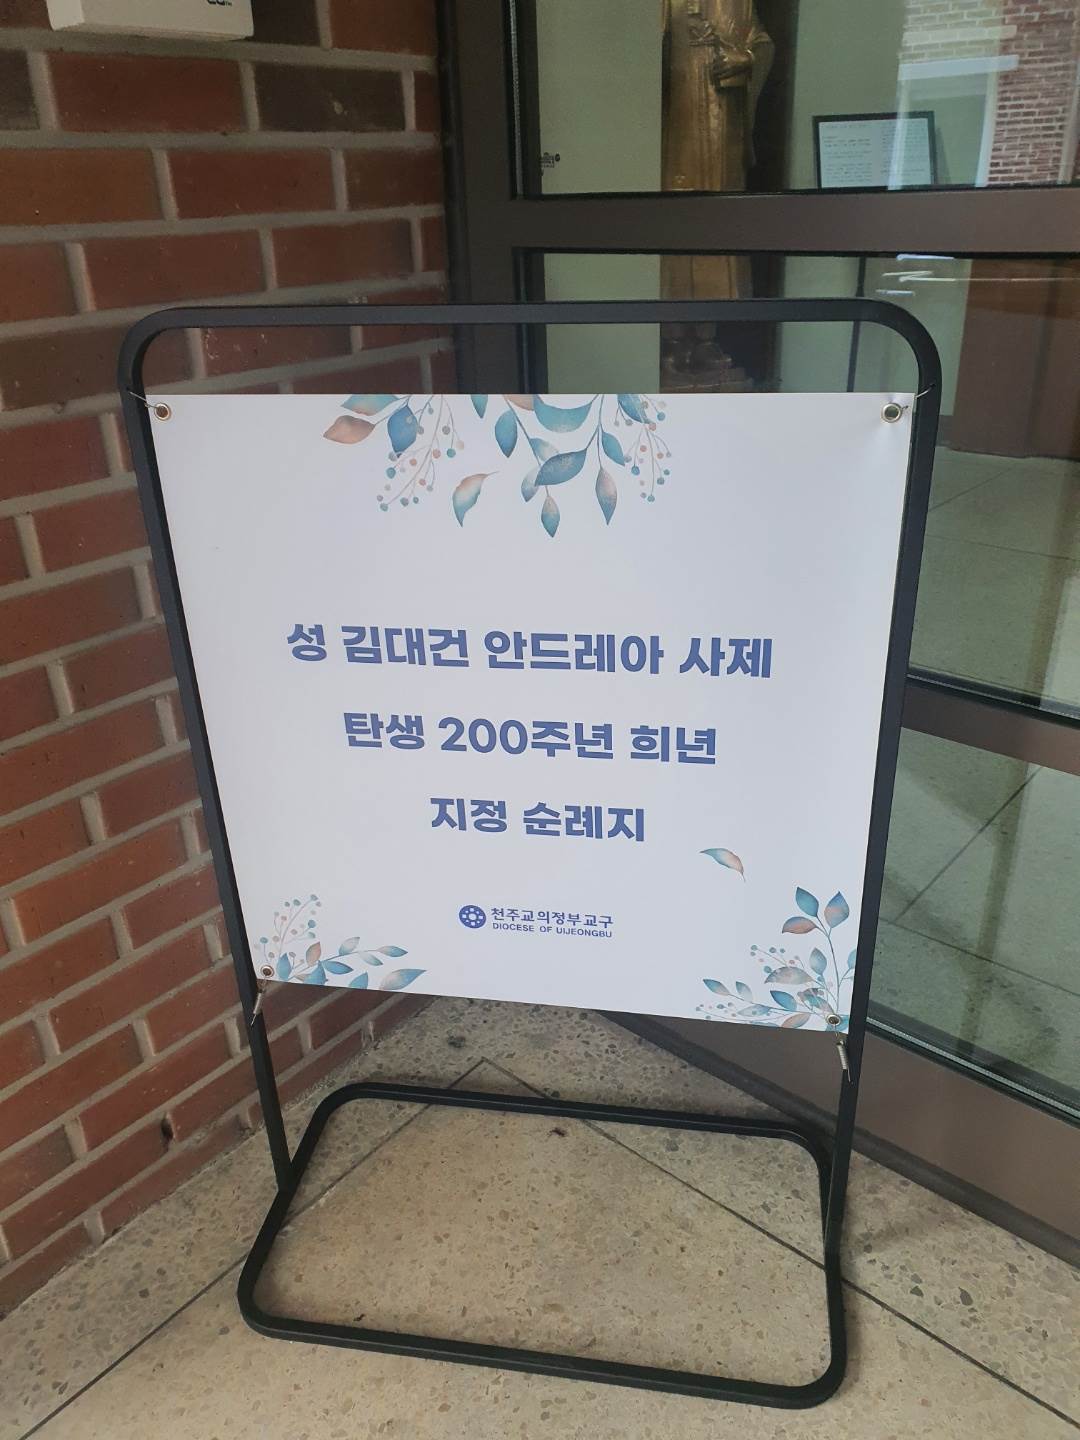 성 김대건 안드레아 사제
탄생 200주년 희년
지정 순례지
천주교의정부교구
DIOCESE OF UIJEONGBU